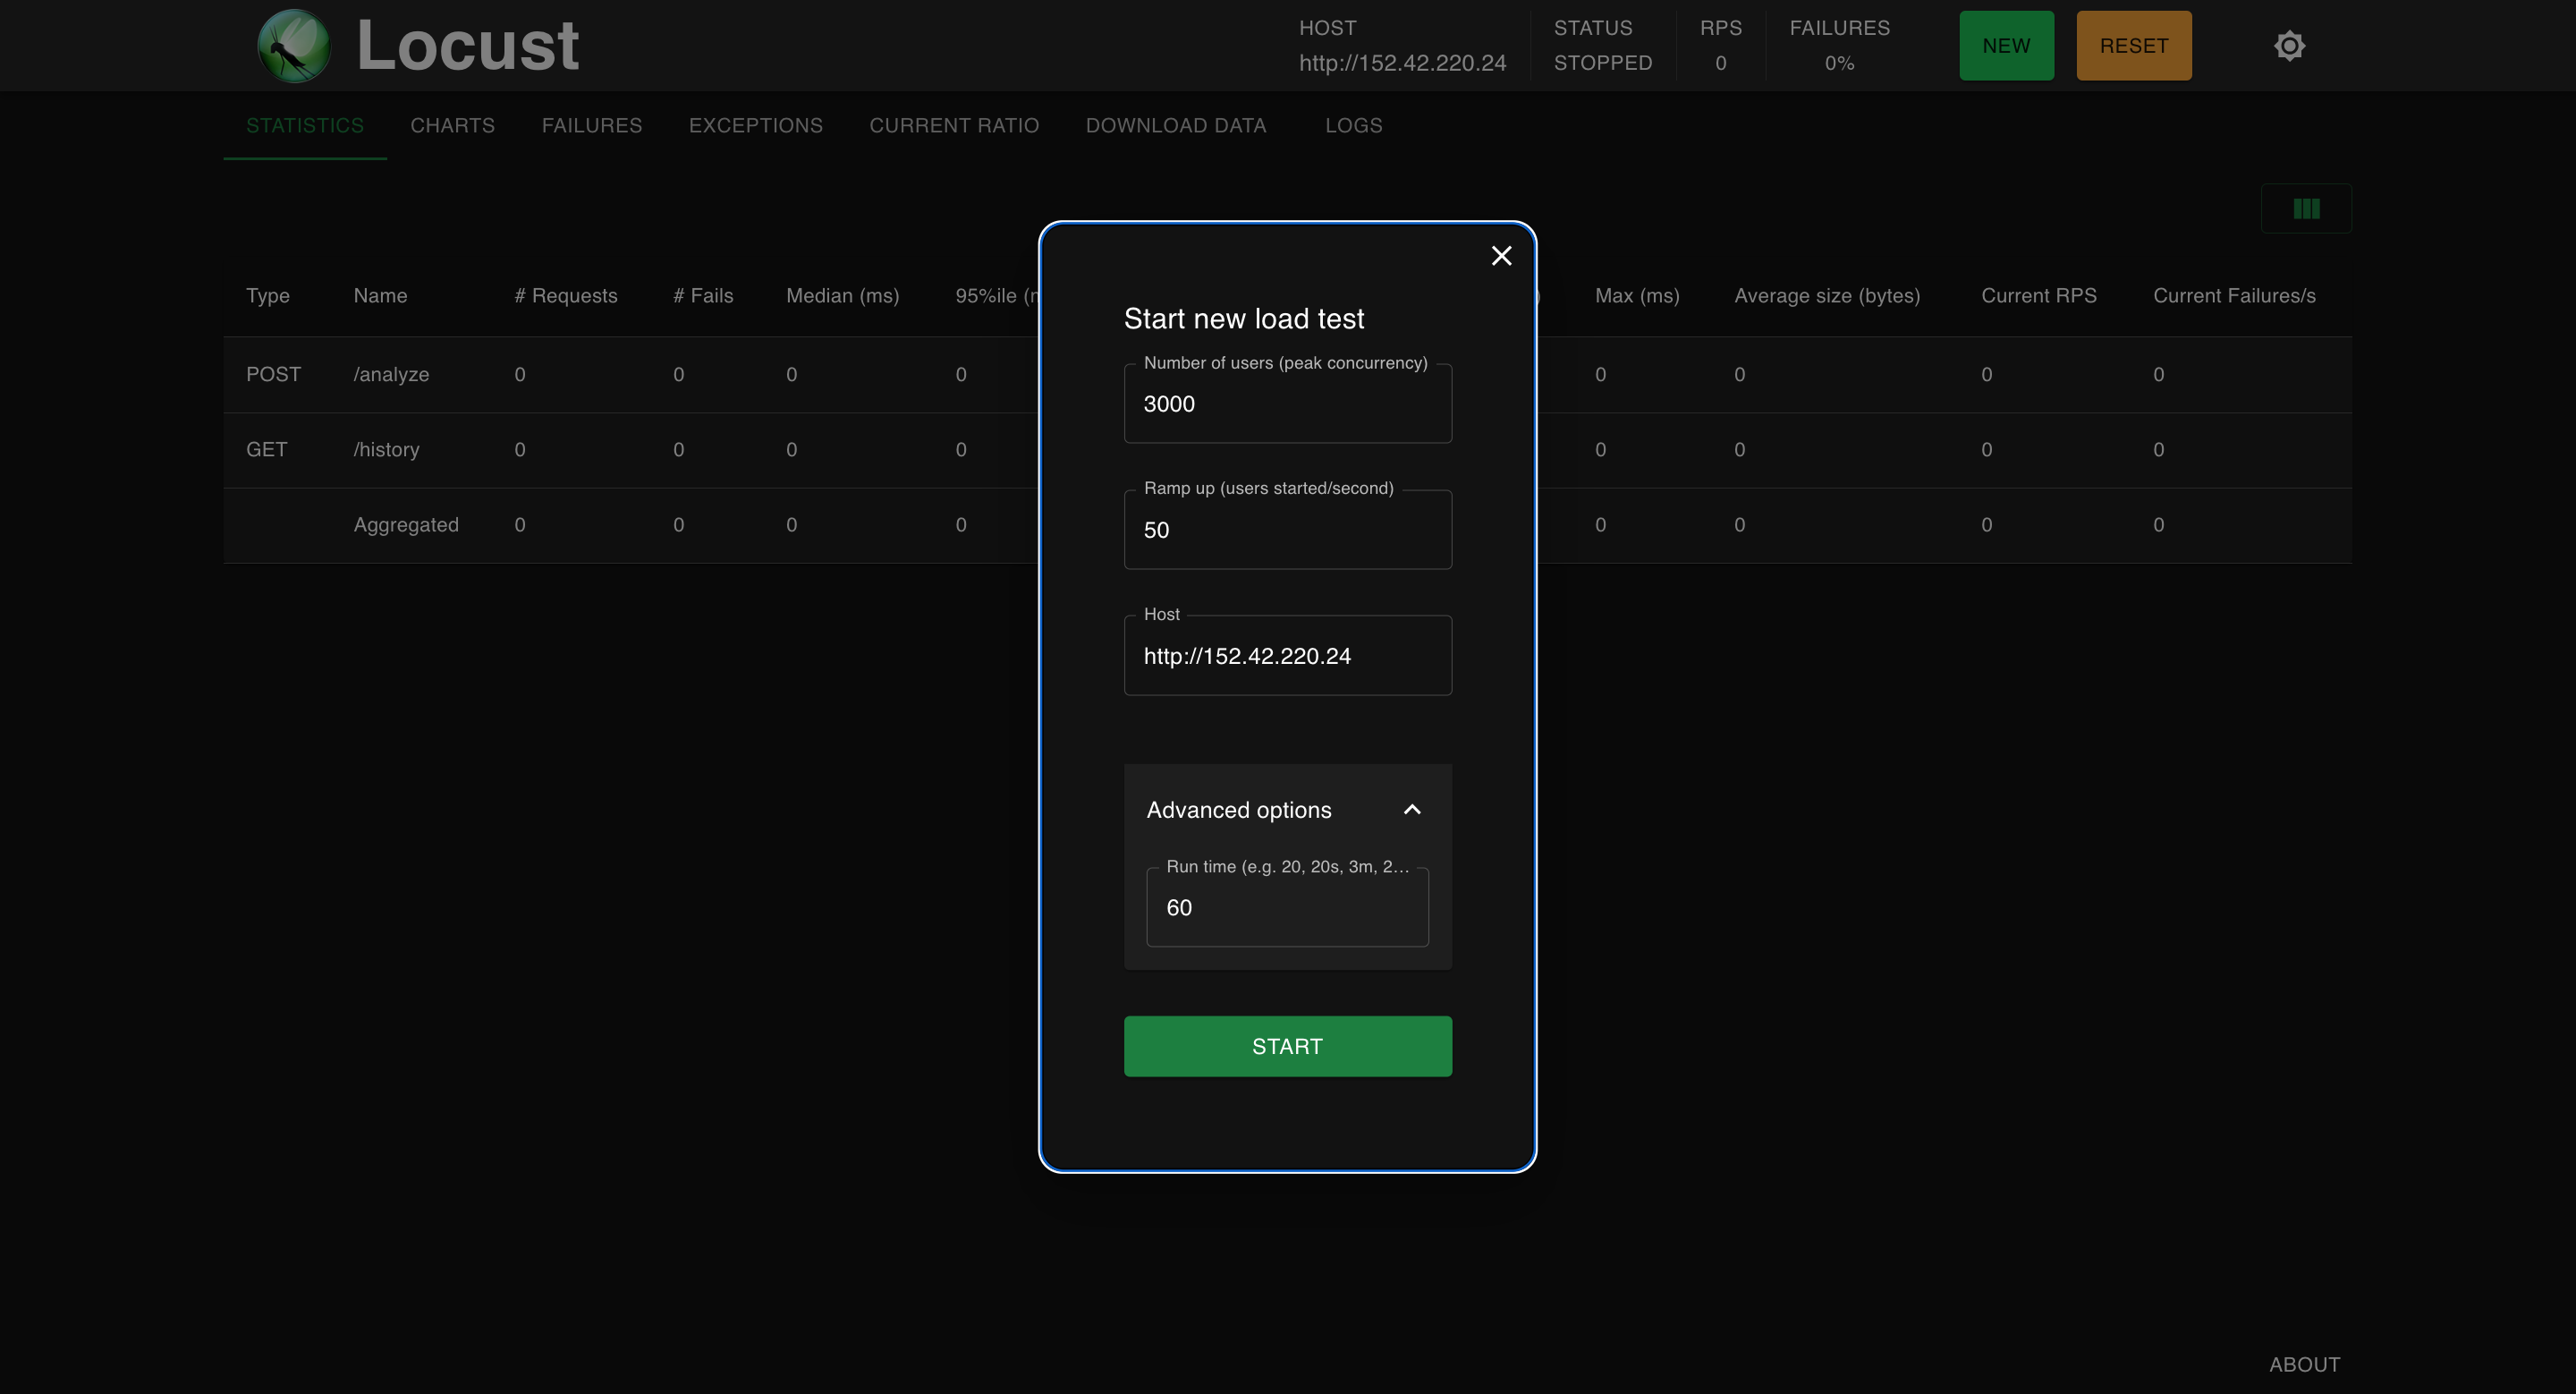 Locust
HOST
http://152.42.220.24
STATUS
STOPPED
RPS
0
FAILURES
0%
NEW
RESET
STATISTICS CHARTS FAILURES EXCEPTIONS CURRENT RATIO DOWNLOAD DATA LOGS
Type Name # Requests # Fails Median (ms) 95%ile Max (ms) Average size (bytes) Current RPS Current Failures/s
POST /analyze 0 0 0 0 0 0 0 0
GET /history 0 0 0 0 0 0 0 0
Aggregated 0 0 0 0 0 0 0 0
Start new load test
Number of users (peak concurrency)
3000
Ramp up (users started/second)
50
Host
http://152.42.220.24
Advanced options
Run time (e.g. 20, 20s, 3m, 2...
60
START
ABOUT